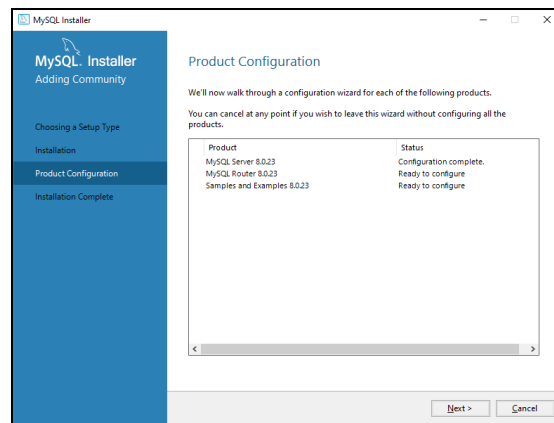 MySQL Installer
MySQL. Installer
Adding Community
Choosing a Setup Type
Installation
Product Configuration
Installation Complete
Product Configuration
We'll now walk through a configuration wizard for each of the following products.
You can cancel at any point if you wish to leave this wizard without configuring all the
products.
Product Status
MySQL Server 8.0.23 Configuration complete.
MySQL Router 8.0.23 Ready to configure
Samples and Examples 8.0.23 Ready to configure
Next > Cancel